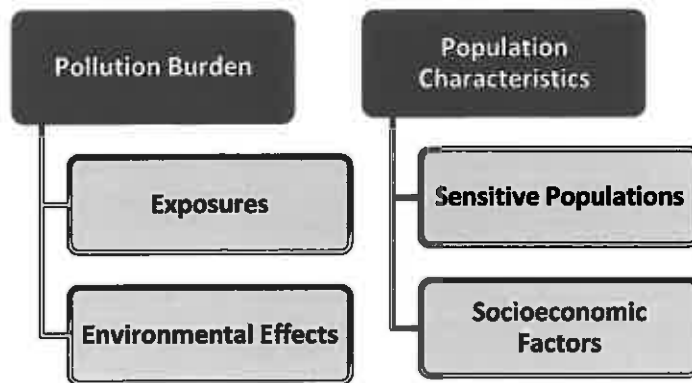 Pollution Burden
Exposures
Environmental Effects
Population
Characteristics
Sensitive Populations
Socioeconomic
Factors